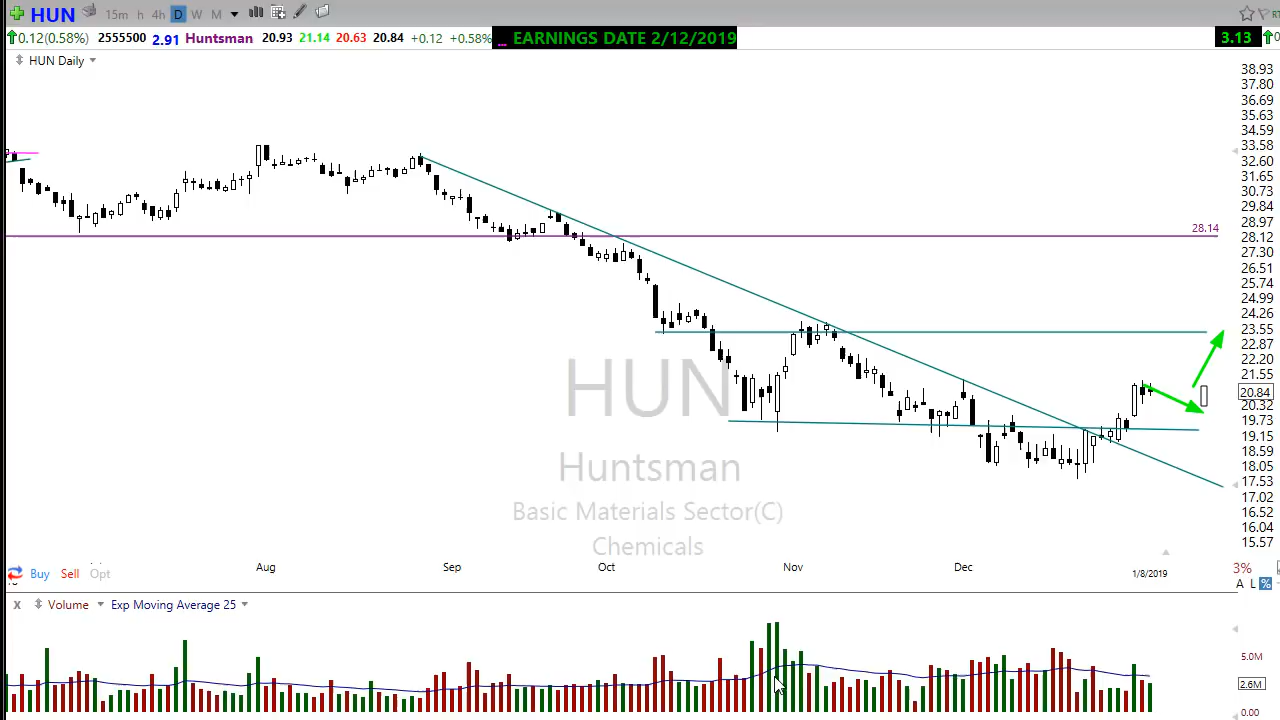 HUN 15m h 4h D W M
0.12(0.58%) 2555500 2.91 Huntsman 20.93 21.14 20.63 20.84 +0.12 +0.58% _ EARNINGS DATE 2/12/2019 3.13
HUN Daily
38.93
37.80
36.69
35.63
34.59
33.58
32.60
31.65
30.73
29.84
28.97
28.14
28.12
27.30
26.51
25.74
24.99
24.26
23.55
22.87
22.20
21.55
20.84
20.32
19.73
19.15
18.59
18.05
17.53
17.02
16.52
16.04
15.57
HUN
Huntsman
Basic Materials Sector(C)
Chemicals
Aug Sep Oct Nov Dec 1/8/2019
Buy Sell Opt
3%
A L %
X Volume Exp Moving Average 25
5.0M
2.6M
0.00